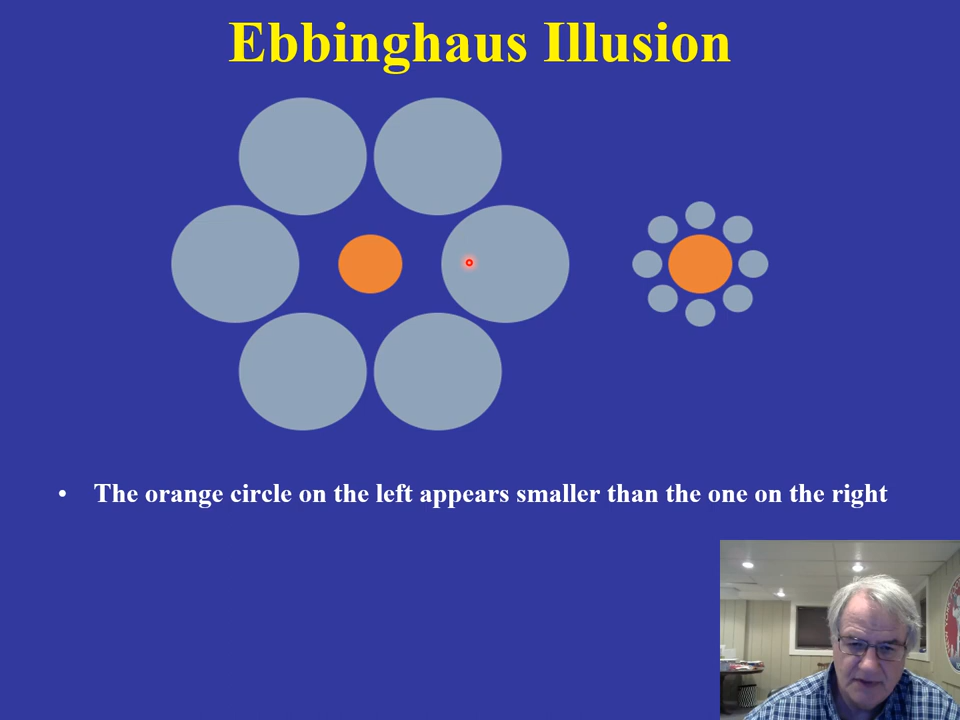 Ebbinghaus Illusion
• The orange circle on the left appears smaller than the one on the right